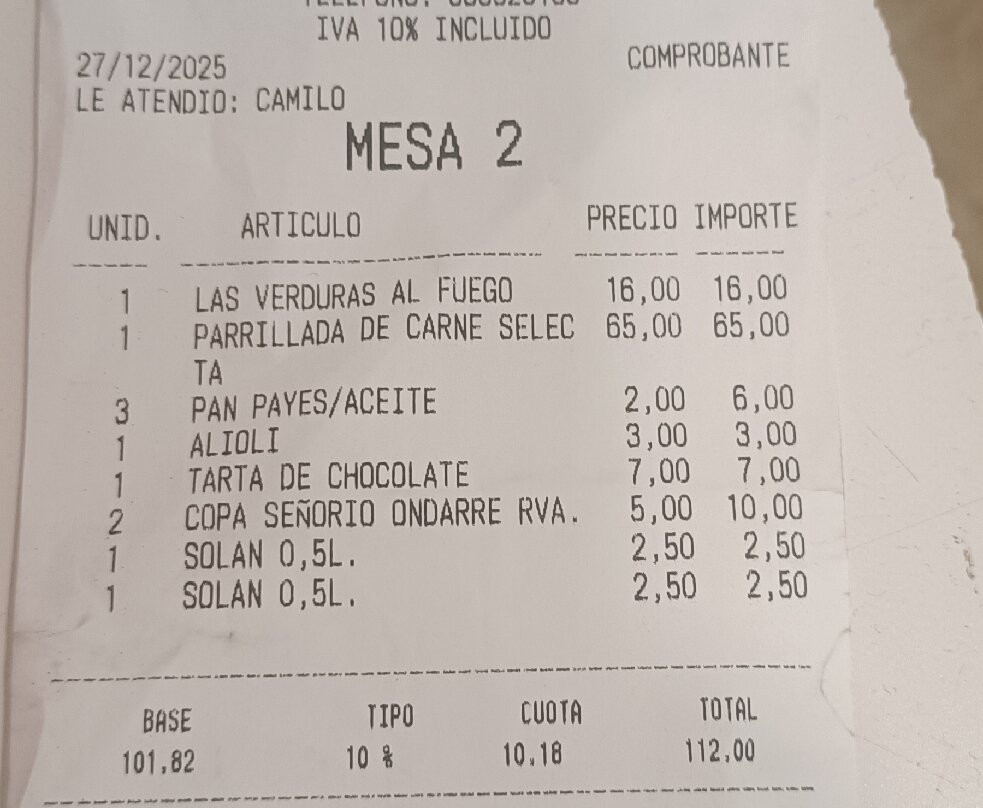 IVA 10% INCLUIDO
27/12/2025 COMPROBANTE
LE ATENDIO: CAMILO
MESA 2
UNID. ARTICULO PRECIO IMPORTE
1 LAS VERDURAS AL FUEGO 16,00 16,00
1 PARRILLADA DE CARNE SELEC 65,00 65,00
TA
3 PAN PAYES/ACEITE 2,00 6,00
1 ALIOLI 3,00 3,00
1 TARTA DE CHOCOLATE 7,00 7,00
2 COPA SEÑORIO ONDARRE RVA. 5,00 10,00
1 SOLAN 0,5L. 2,50 2,50
1 SOLAN 0,5L. 2,50 2,50
BASE TIPO CUOTA TOTAL
101,82 10 % 10,18 112,00